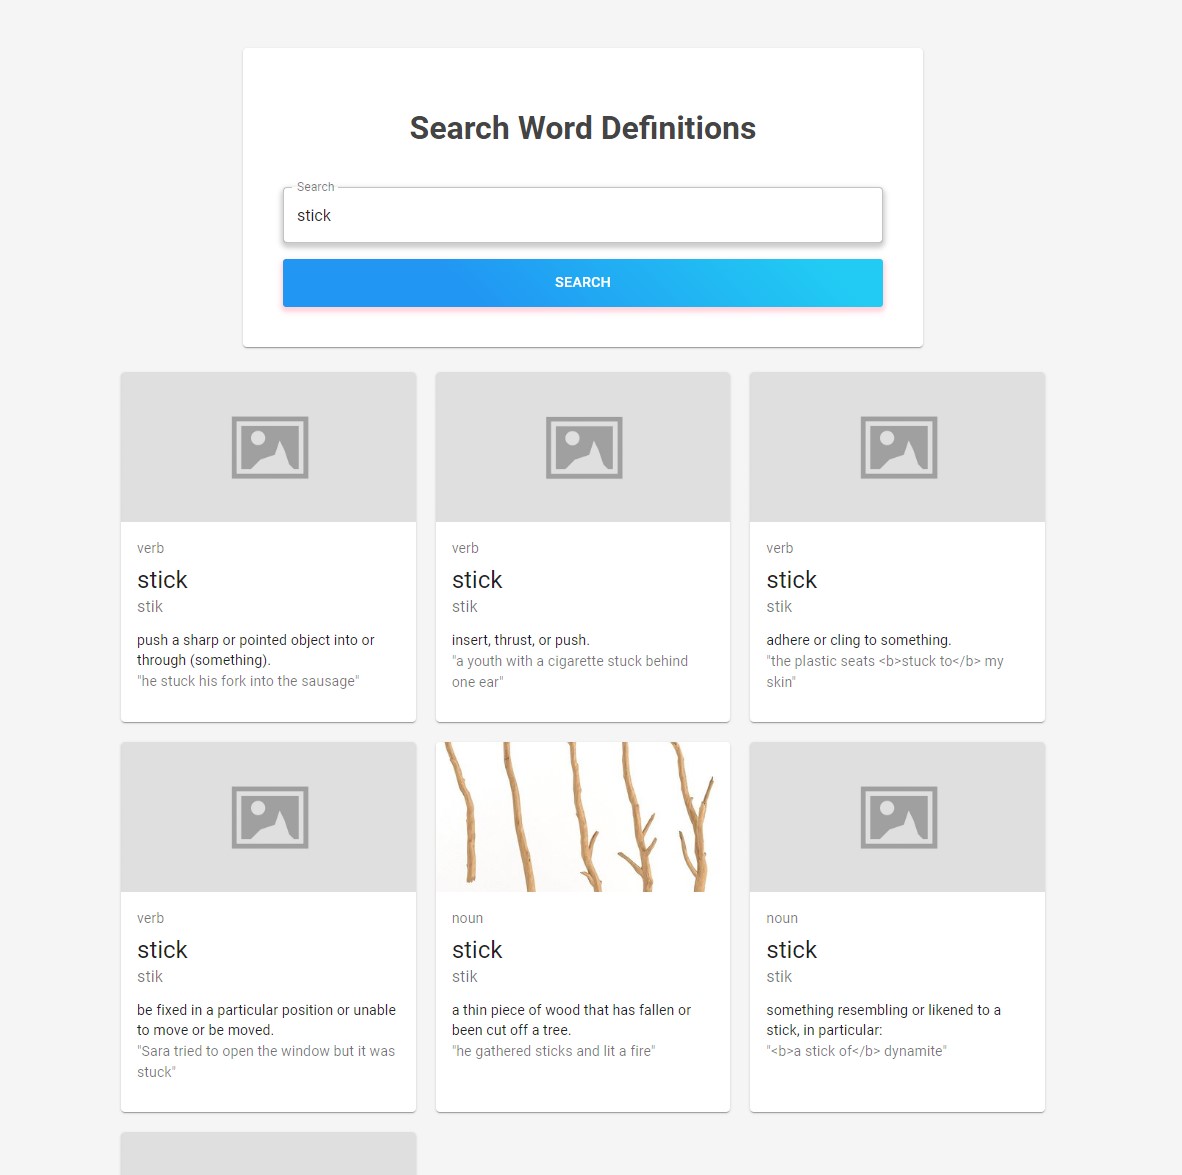 Search Word Definitions
Search
stick
SEARCH
verb
stick
stik
push a sharp or pointed object into or
through (something).
"he stuck his fork into the sausage"
verb
stick
stik
insert, thrust, or push.
"a youth with a cigarette stuck behind
one ear"
verb
stick
stik
adhere or cling to something.
"the plastic seats <b>stuck to</b> my
skin"
verb
stick
stik
be fixed in a particular position or unable
to move or be moved.
"Sara tried to open the window but it was
stuck"
noun
stick
stik
a thin piece of wood that has fallen or
been cut off a tree.
"he gathered sticks and lit a fire"
noun
stick
stik
something resembling or likened to a
stick, in particular:
"<b>a stick of</b> dynamite"